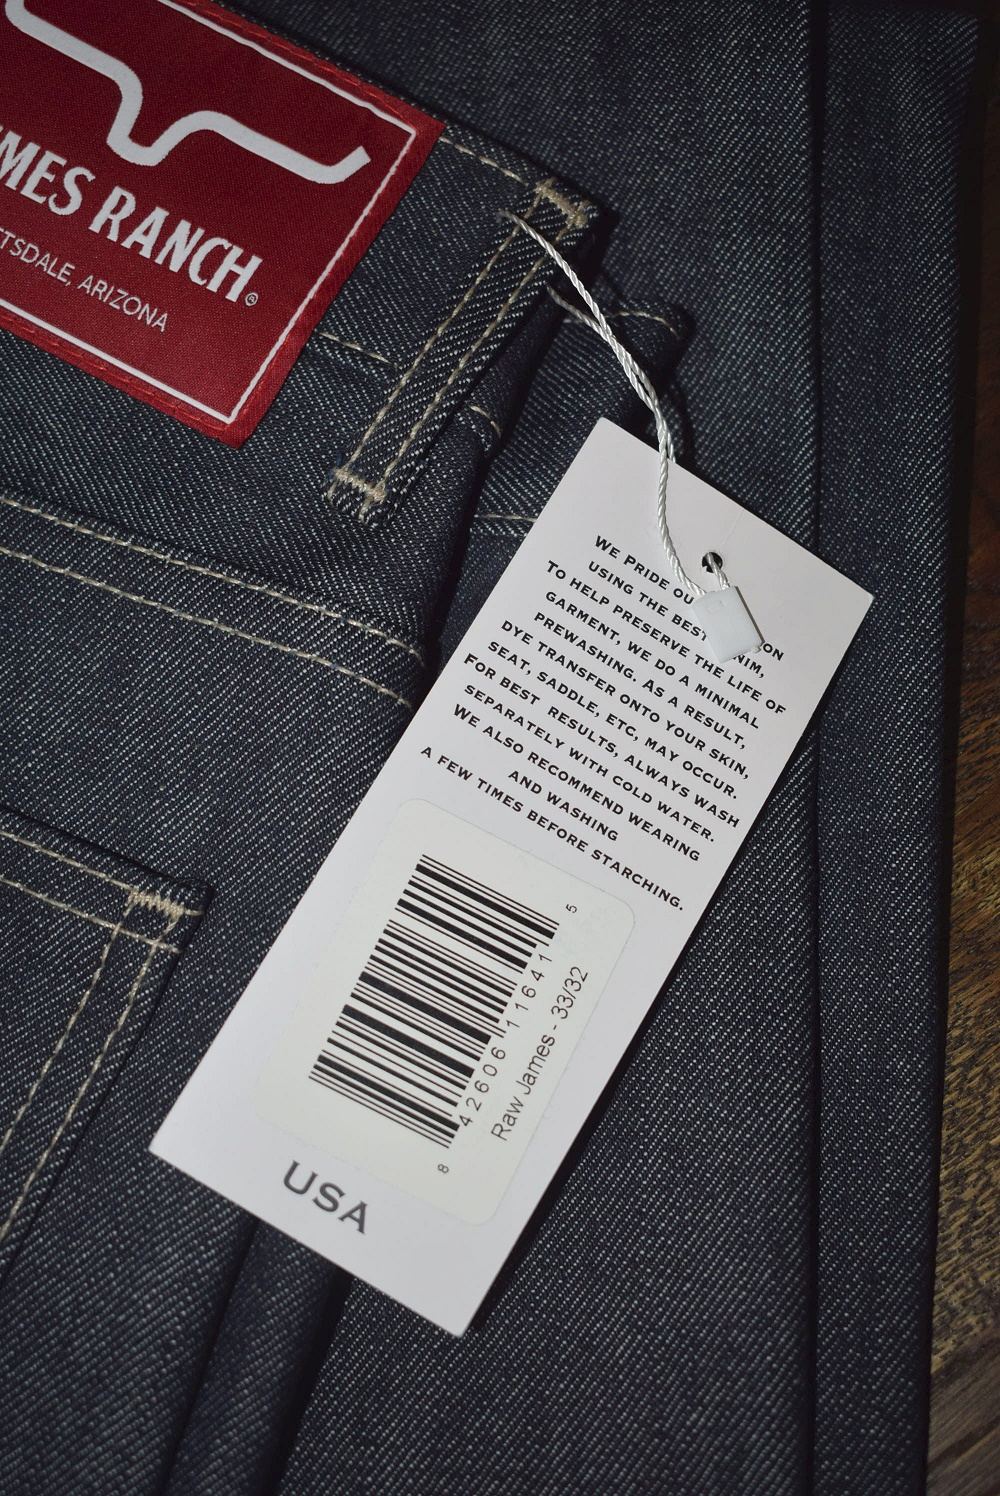 MES RANCH®
TSDALE, ARIZONA
WE PRIDE OU
USING THE BEST
TO HELP PRESERVE THE LIFE OF
GARMENT, WE DO A MINIMAL
PREWASHING. AS A RESULT,
DYE TRANSFER ONTO YOUR SKIN,
SEAT, SADDLE, ETC, MAY OCCUR.
FOR BEST RESULTS, ALWAYS WASH
SEPARATELY WITH COLD WATER.
WE ALSO RECOMMEND WEARING
AND WASHING
A FEW TIMES BEFORE STARCHING.
8 42606 11641 5
Raw James - 33/32
USA